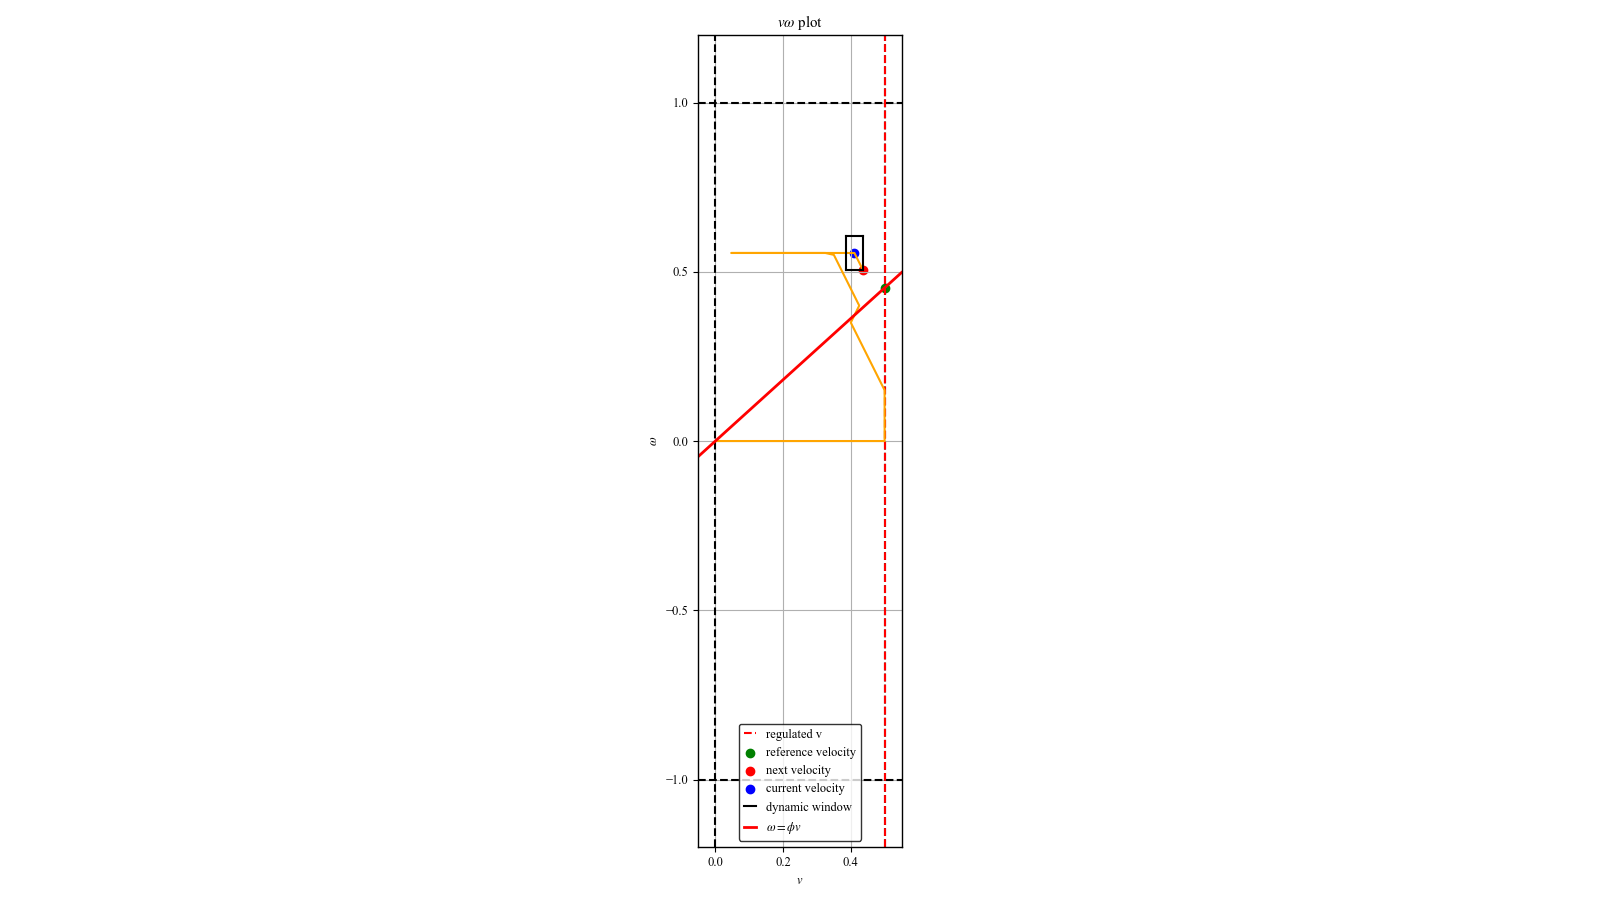 vω plot
1.0
0.5
0.0
−0.5
−1.0
ω
regulated v
reference velocity
next velocity
current velocity
dynamic window
ω = ϕv
0.0 0.2 0.4
v